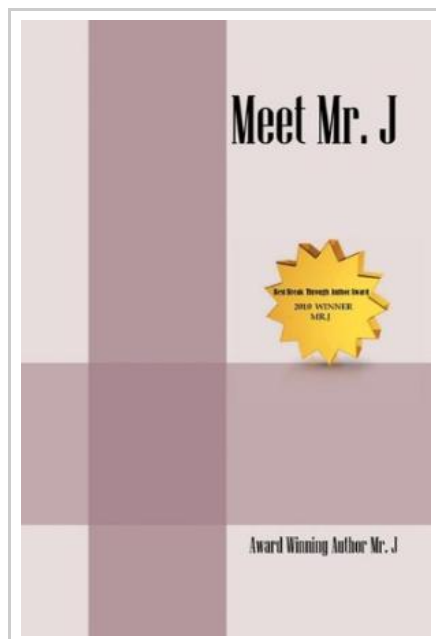 Meet Mr. J
Best Break Through Author Award
2010 WINNER
MR.J
Award Winning Author Mr. J